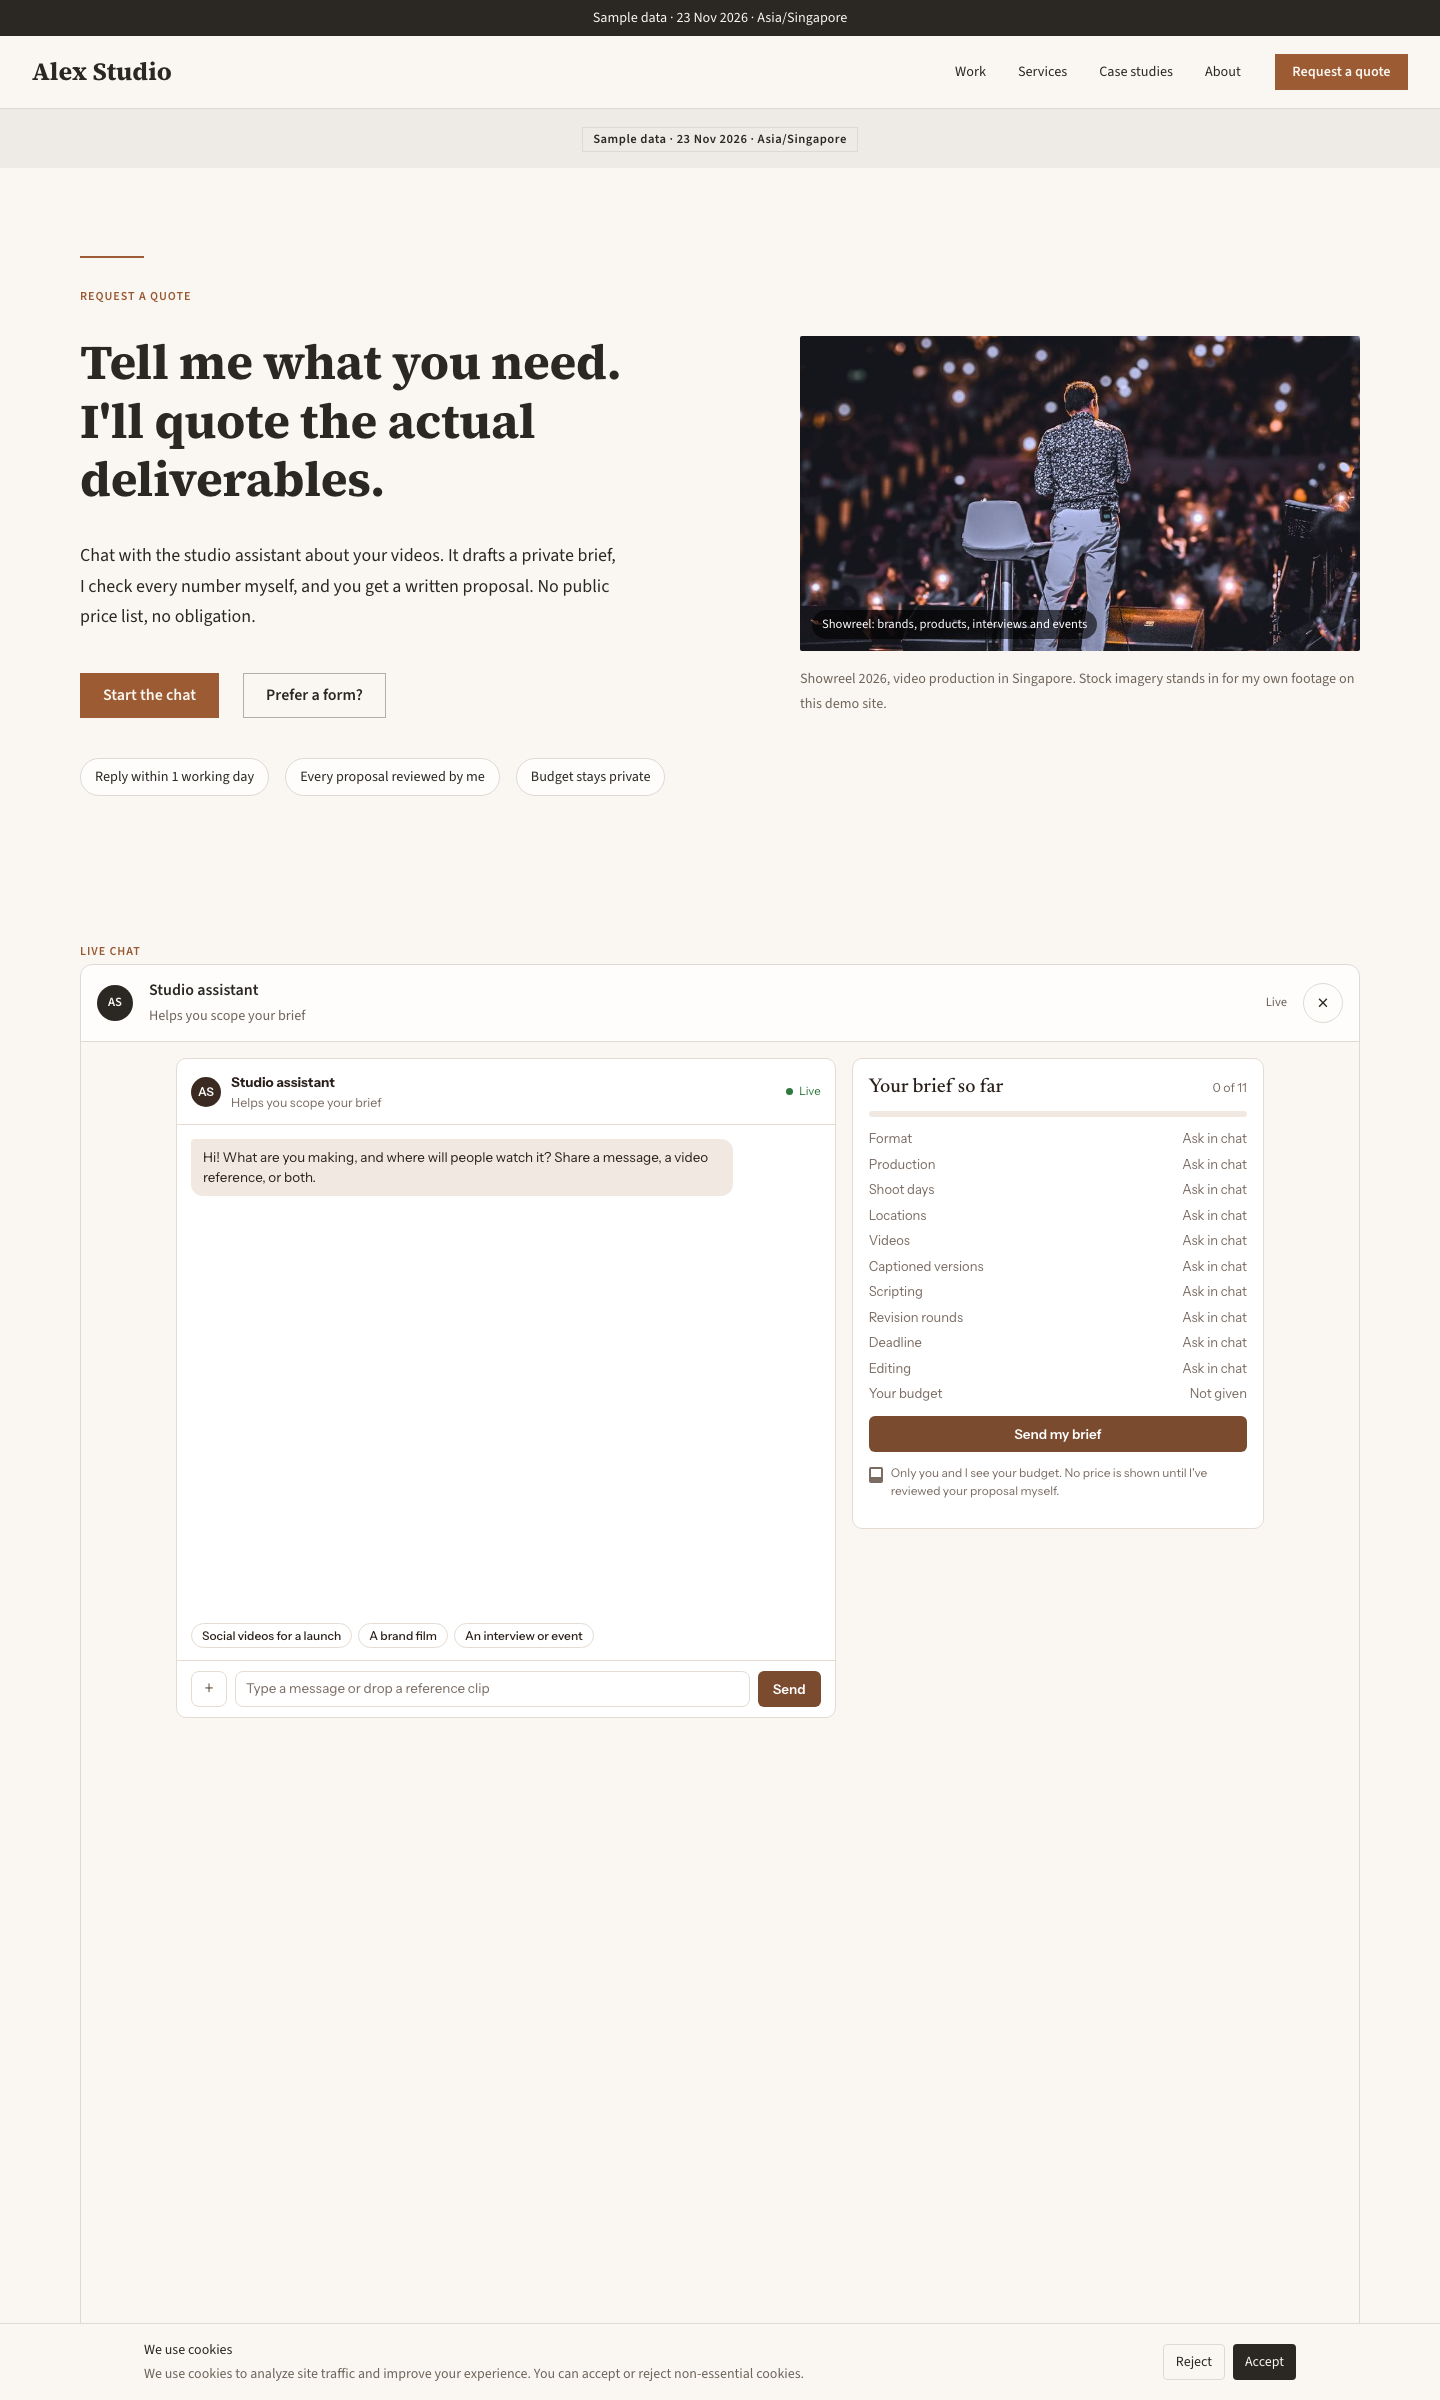 Sample data · 23 Nov 2026 · Asia/Singapore
Alex Studio
Work
Services
Case studies
About
Request a quote
Sample data · 23 Nov 2026 · Asia/Singapore
REQUEST A QUOTE
Tell me what you need.
I'll quote the actual
deliverables.
Chat with the studio assistant about your videos. It drafts a private brief,
I check every number myself, and you get a written proposal. No public
price list, no obligation.
Start the chat
Prefer a form?
Reply within 1 working day
Every proposal reviewed by me
Budget stays private
Showreel: brands, products, interviews and events
Showreel 2026, video production in Singapore. Stock imagery stands in for my own footage on
this demo site.
LIVE CHAT
AS
Studio assistant
Helps you scope your brief
Live
×
AS
Studio assistant
Helps you scope your brief
Live
Hi! What are you making, and where will people watch it? Share a message, a video
reference, or both.
Social videos for a launch
A brand film
An interview or event
+
Type a message or drop a reference clip
Send
Your brief so far
0 of 11
Format Ask in chat
Production Ask in chat
Shoot days Ask in chat
Locations Ask in chat
Videos Ask in chat
Captioned versions Ask in chat
Scripting Ask in chat
Revision rounds Ask in chat
Deadline Ask in chat
Editing Ask in chat
Your budget Not given
Send my brief
Only you and I see your budget. No price is shown until I've
reviewed your proposal myself.
We use cookies
We use cookies to analyze site traffic and improve your experience. You can accept or reject non-essential cookies.
Reject
Accept